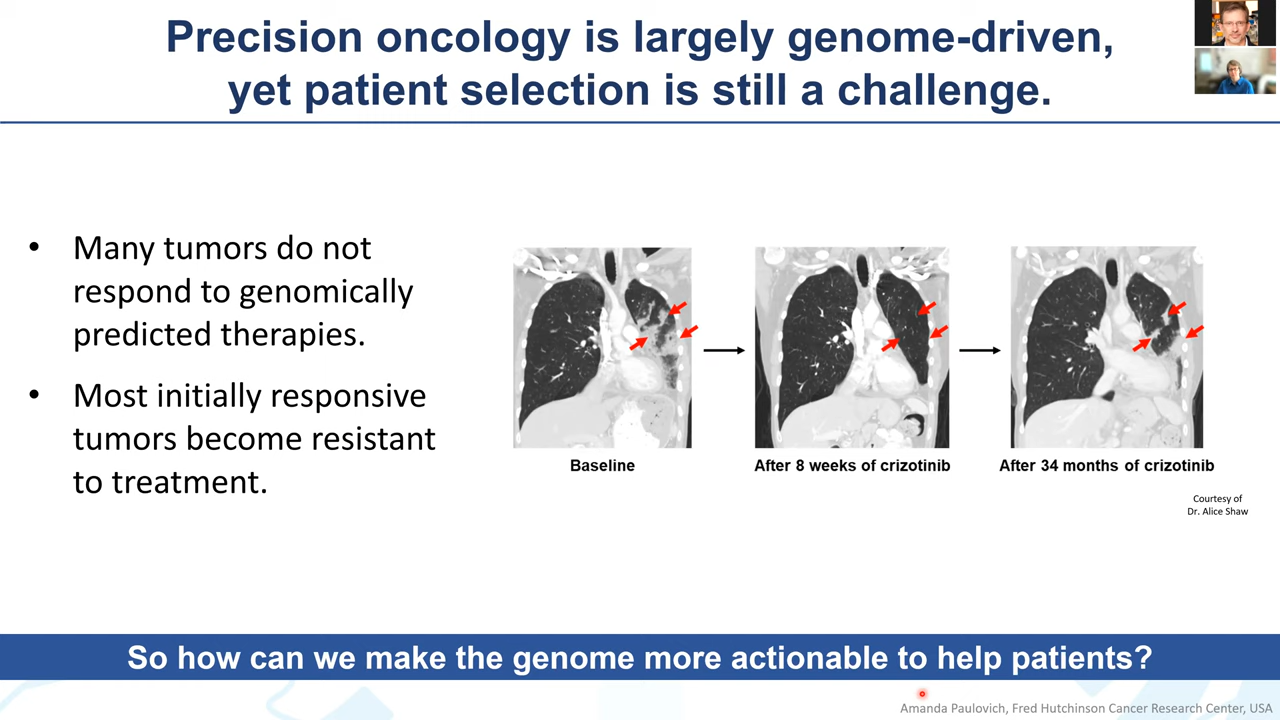 Precision oncology is largely genome-driven,
yet patient selection is still a challenge.
• Many tumors do not
respond to genomically
predicted therapies.
• Most initially responsive
tumors become resistant
to treatment.
Baseline
After 8 weeks of crizotinib
After 34 months of crizotinib
Courtesy of
Dr. Alice Shaw
So how can we make the genome more actionable to help patients?
Amanda Paulovich, Fred Hutchinson Cancer Research Center, USA